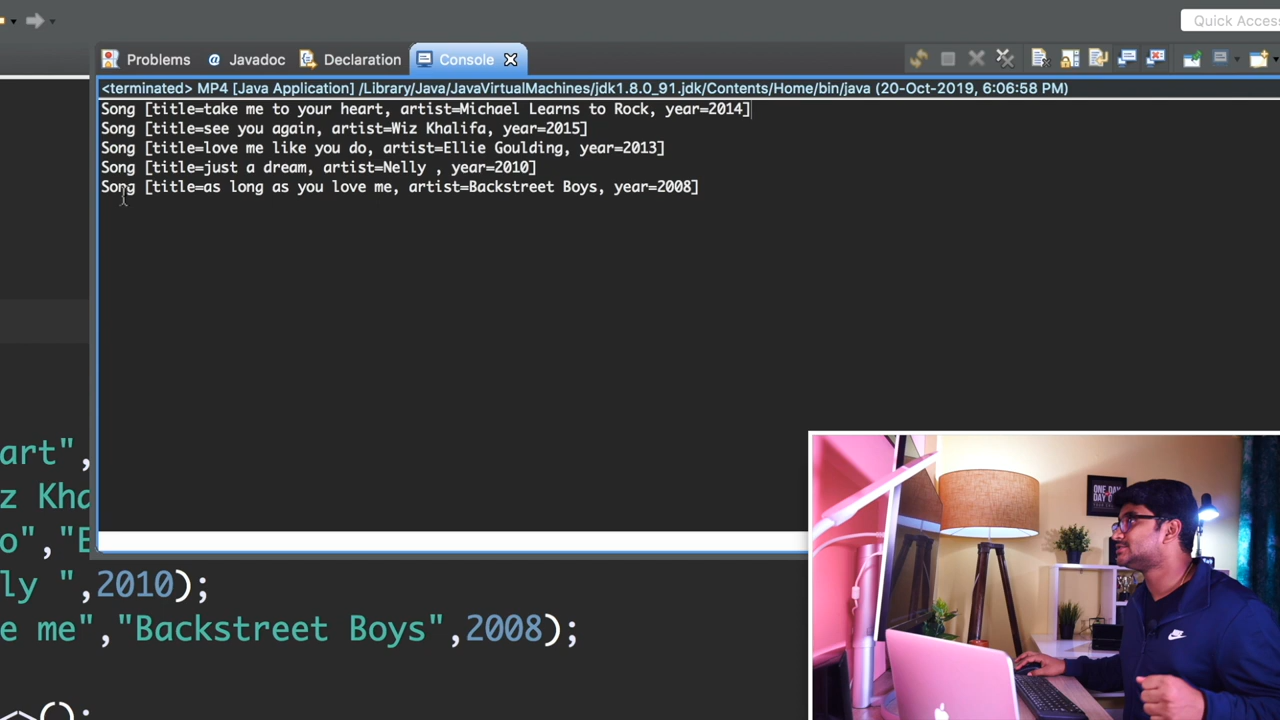 Quick Access
Problems
@ Javadoc
Declaration
Console
<terminated> MP4 [Java Application] /Library/Java/JavaVirtualMachines/jdk1.8.0_91.jdk/Contents/Home/bin/java (20-Oct-2019, 6:06:58 PM)
Song [title=take me to your heart, artist=Michael Learns to Rock, year=2014]
Song [title=see you again, artist=Wiz Khalifa, year=2015]
Song [title=love me like you do, artist=Ellie Goulding, year=2013]
Song [title=just a dream, artist=Nelly , year=2010]
Song [title=as long as you love me, artist=Backstreet Boys, year=2008]
art",
z Kha
o","E
ly ",2010);
e me","Backstreet Boys",2008);
<>();
ONE DAY
DAY